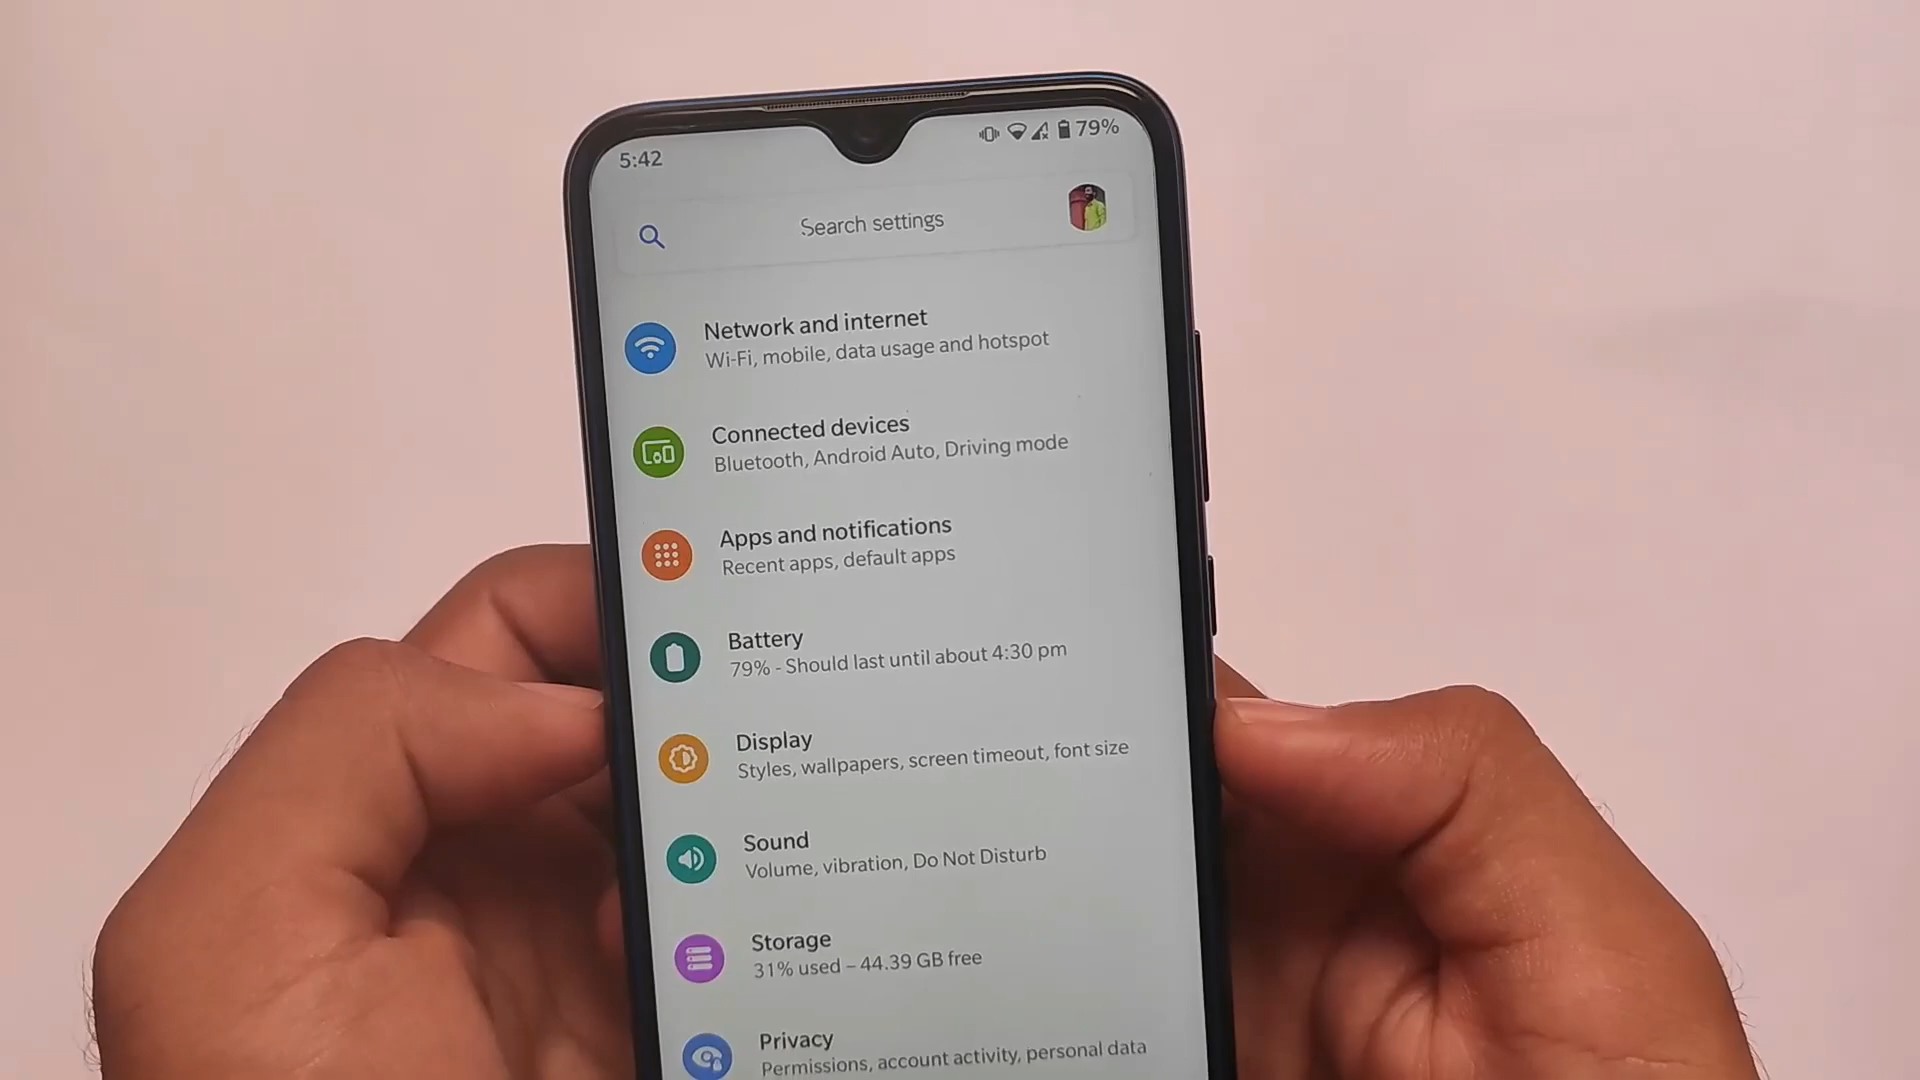 5:42
79%
Search settings
Network and internet
Wi-Fi, mobile, data usage and hotspot
Connected devices
Bluetooth, Android Auto, Driving mode
Apps and notifications
Recent apps, default apps
Battery
79% - Should last until about 4:30 pm
Display
Styles, wallpapers, screen timeout, font size
Sound
Volume, vibration, Do Not Disturb
Storage
31% used – 44.39 GB free
Privacy
Permissions, account activity, personal data